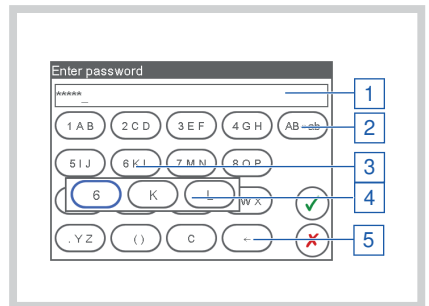 Enter password
*****_ 1
1 A B 2 C D 3 E F 4 G H AB→ab 2
5 I J 6 K L 7 M N 8 O P 3
6 K L W X 4
. Y Z ( ) C ← 5